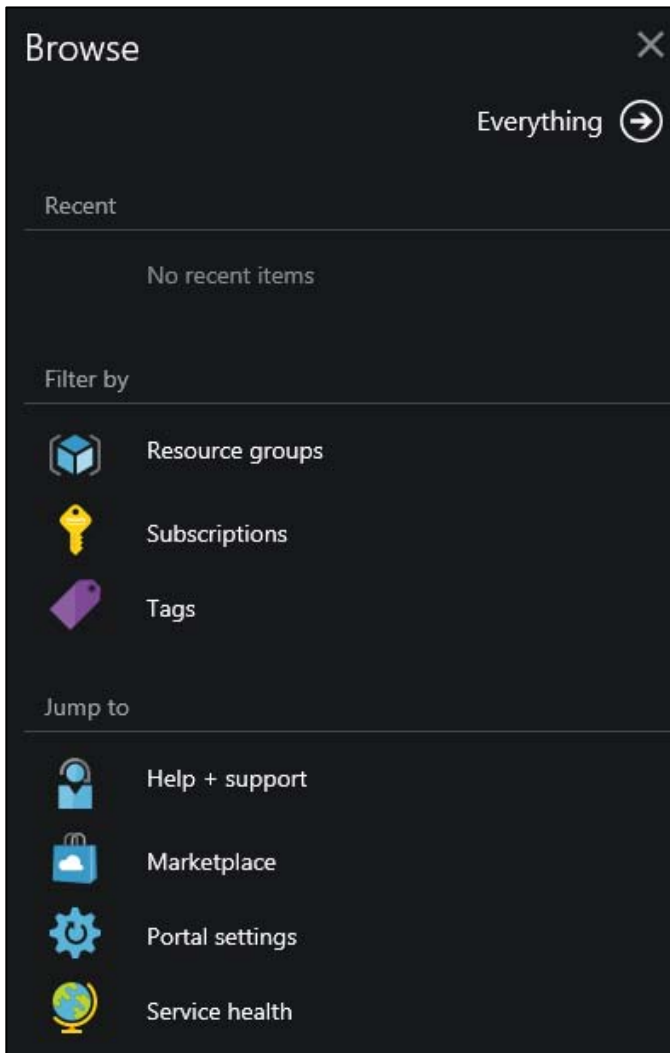 Browse
Everything
Recent
No recent items
Filter by
Resource groups
Subscriptions
Tags
Jump to
Help + support
Marketplace
Portal settings
Service health